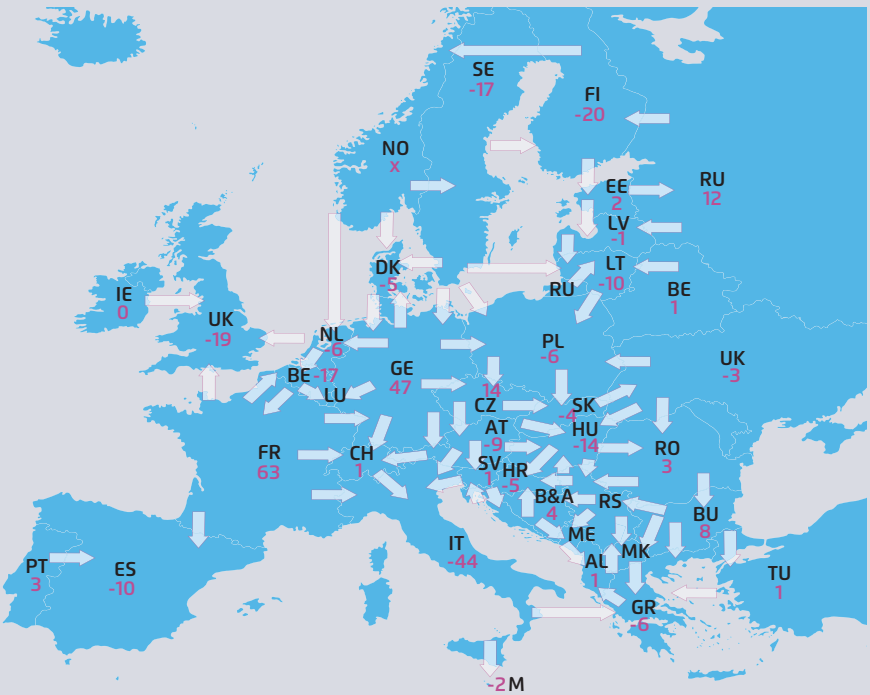 SE
-17
FI
-20
NO
x
EE
2
RU
12
LV
-1
DK
-5
LT
-10
RU
BE
1
IE
0
UK
-19
NL
-6
PL
-6
UK
-3
BE -17
GE
47
LU
14
CZ
-4 SK
AT
-9
HU
-14
FR
63
CH
1
SV
1
HR
-5
RO
3
B&A
4
RS
BU
8
ME
IT
-44
MK
AL
1
PT
3
ES
-10
TU
1
GR
-6
-2 M